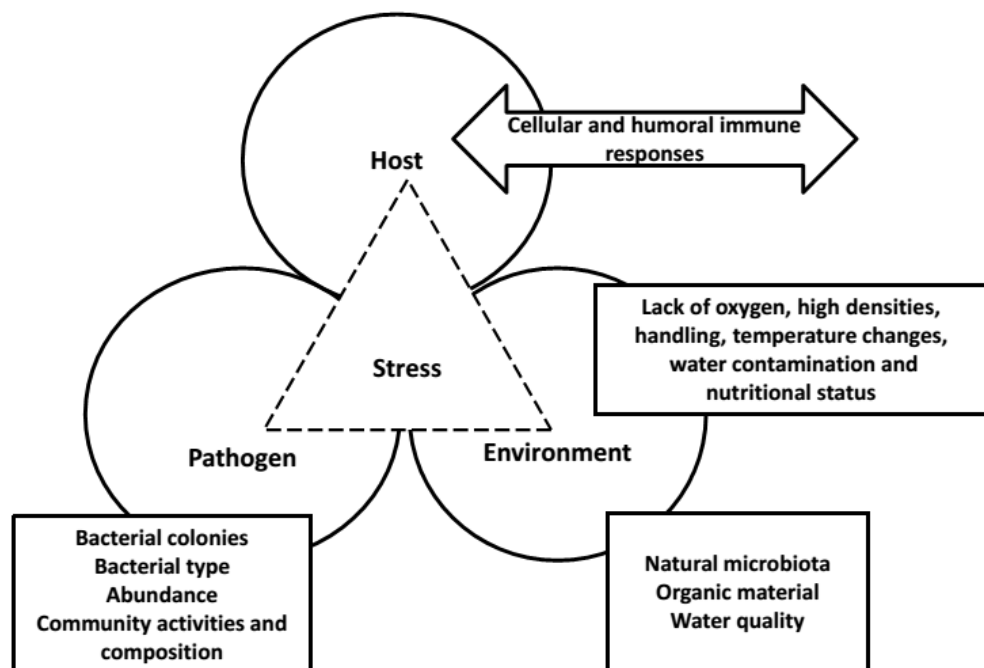 Cellular and humoral immune
responses
Host
Lack of oxygen, high densities,
handling, temperature changes,
water contamination and
nutritional status
Stress
Pathogen
Environment
Bacterial colonies
Bacterial type
Abundance
Community activities and
composition
Natural microbiota
Organic material
Water quality